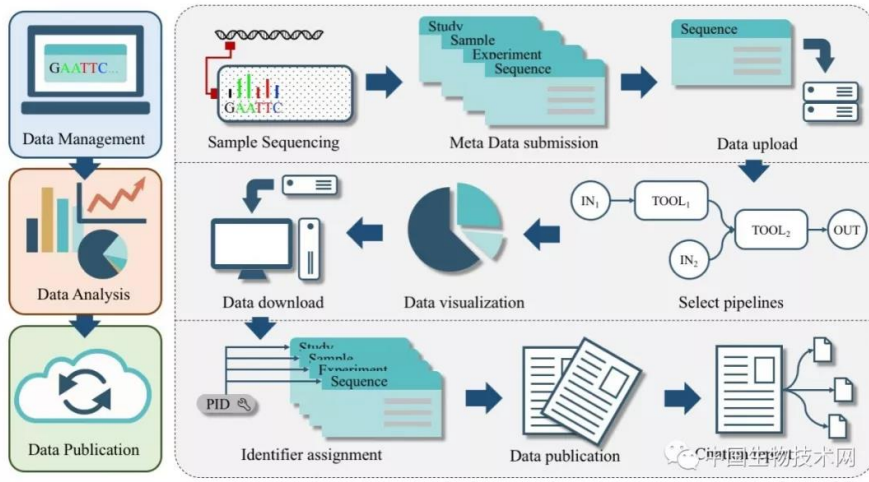 GAATTC...
Data Management
GAATTC
Sample Sequencing
Study
Sample
Experiment
Sequence
Meta Data submission
Sequence
Data upload
Data Analysis
Data download
Data visualization
IN1
TOOL1
IN2
TOOL2
OUT
Select pipelines
Data Publication
PID
Study
Sample
Experiment
Sequence
Identifier assignment
Data publication
Citation report
中国生物技术网